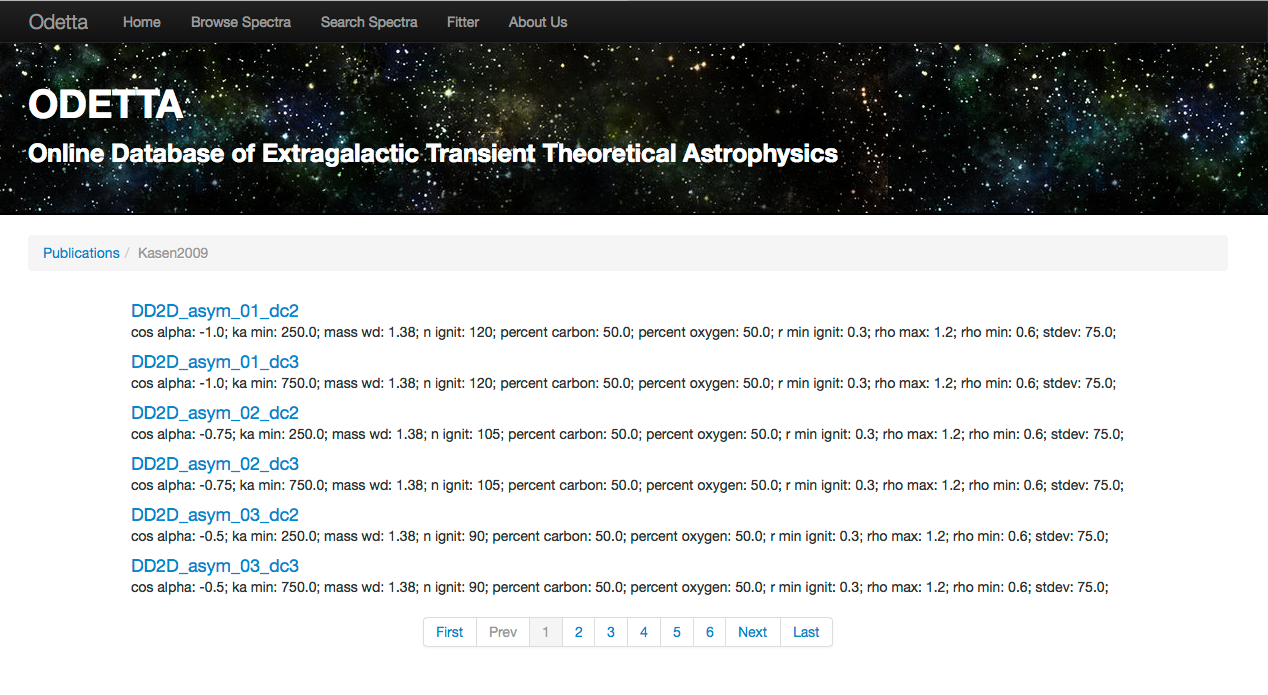 Odetta Home Browse Spectra Search Spectra Fitter About Us
ODETTA
Online Database of Extragalactic Transient Theoretical Astrophysics
Publications / Kasen2009
DD2D_asym_01_dc2
cos alpha: -1.0; ka min: 250.0; mass wd: 1.38; n ignit: 120; percent carbon: 50.0; percent oxygen: 50.0; r min ignit: 0.3; rho max: 1.2; rho min: 0.6; stdev: 75.0;
DD2D_asym_01_dc3
cos alpha: -1.0; ka min: 750.0; mass wd: 1.38; n ignit: 120; percent carbon: 50.0; percent oxygen: 50.0; r min ignit: 0.3; rho max: 1.2; rho min: 0.6; stdev: 75.0;
DD2D_asym_02_dc2
cos alpha: -0.75; ka min: 250.0; mass wd: 1.38; n ignit: 105; percent carbon: 50.0; percent oxygen: 50.0; r min ignit: 0.3; rho max: 1.2; rho min: 0.6; stdev: 75.0;
DD2D_asym_02_dc3
cos alpha: -0.75; ka min: 750.0; mass wd: 1.38; n ignit: 105; percent carbon: 50.0; percent oxygen: 50.0; r min ignit: 0.3; rho max: 1.2; rho min: 0.6; stdev: 75.0;
DD2D_asym_03_dc2
cos alpha: -0.5; ka min: 250.0; mass wd: 1.38; n ignit: 90; percent carbon: 50.0; percent oxygen: 50.0; r min ignit: 0.3; rho max: 1.2; rho min: 0.6; stdev: 75.0;
DD2D_asym_03_dc3
cos alpha: -0.5; ka min: 750.0; mass wd: 1.38; n ignit: 90; percent carbon: 50.0; percent oxygen: 50.0; r min ignit: 0.3; rho max: 1.2; rho min: 0.6; stdev: 75.0;
First Prev 1 2 3 4 5 6 Next Last